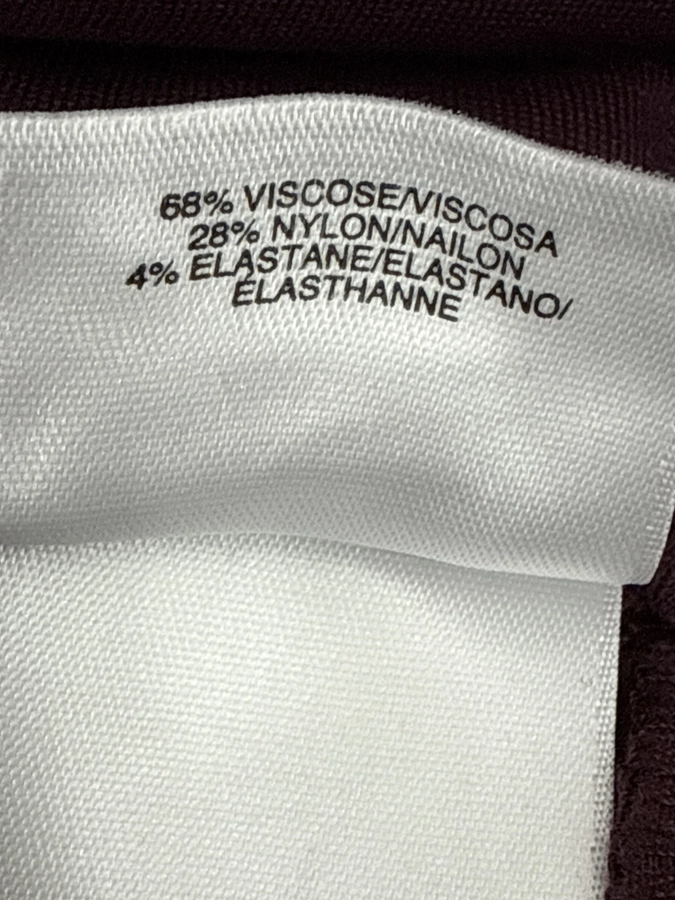 68% VISCOSE/VISCOSA
28% NYLON/NAILON
4% ELASTANE/ELASTANO/
ÉLASTHANNE